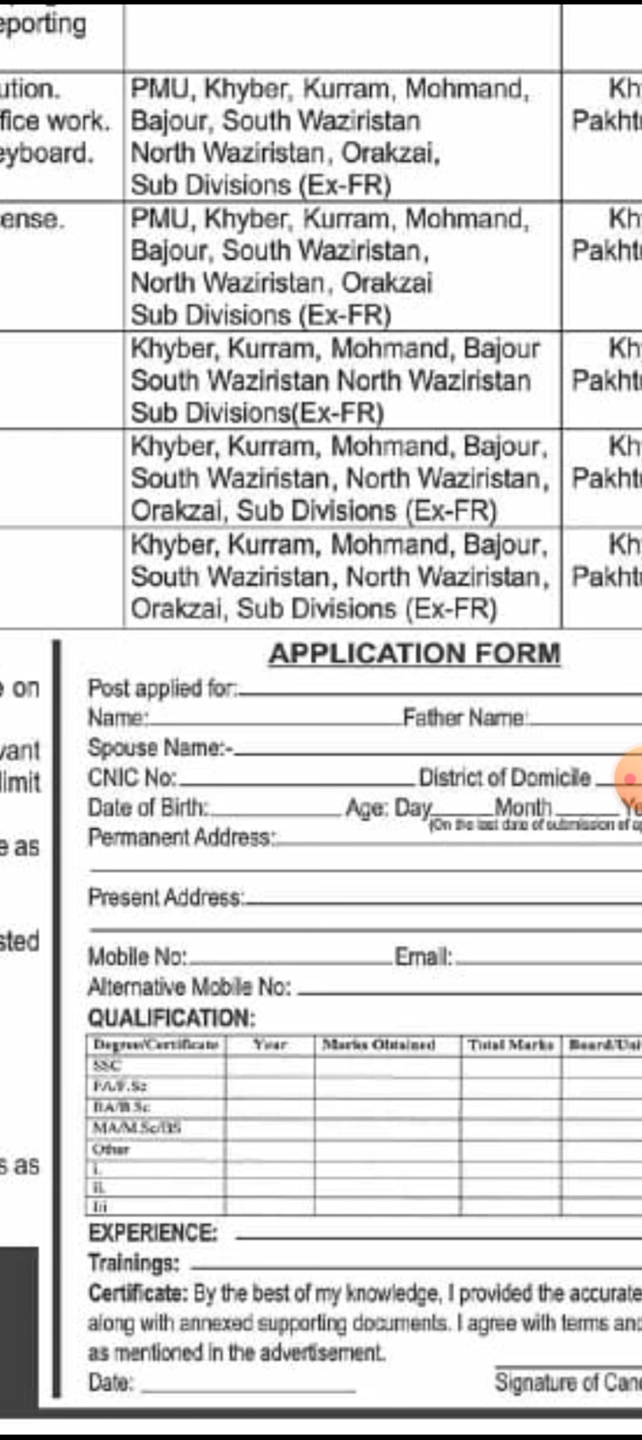 eporting
ution.
fice work.
eyboard.
PMU, Khyber, Kurram, Mohmand,
Bajour, South Waziristan
North Waziristan, Orakzai,
Sub Divisions (Ex-FR)
Kh
Pakht
ense.
PMU, Khyber, Kurram, Mohmand,
Bajour, South Waziristan,
North Waziristan, Orakzai
Sub Divisions (Ex-FR)
Kh
Pakht
Khyber, Kurram, Mohmand, Bajour
South Waziristan North Waziristan
Sub Divisions(Ex-FR)
Kh
Pakht
Khyber, Kurram, Mohmand, Bajour,
South Waziristan, North Waziristan,
Orakzai, Sub Divisions (Ex-FR)
Kh
Pakht
Khyber, Kurram, Mohmand, Bajour,
South Waziristan, North Waziristan,
Orakzai, Sub Divisions (Ex-FR)
Kh
Pakht
e on
vant
limit
e as
sted
s as
APPLICATION FORM
Post applied for:
Name: Father Name:
Spouse Name:-
CNIC No: District of Domicile
Date of Birth: Age: Day Month Ye
(On the last date of submission of a
Permanent Address:
Present Address:
Mobile No: Email:
Alternative Mobile No:
QUALIFICATION:
Degree/Certificate Year Marks Obtained Total Marks Board/Uni
SSC
FA/F.Sc
BA/B.Sc
MA/M.Sc/BS
Other
i.
ii.
iii
EXPERIENCE:
Trainings:
Certificate: By the best of my knowledge, I provided the accurate
along with annexed supporting documents. I agree with terms and
as mentioned in the advertisement.
Date: Signature of Cand